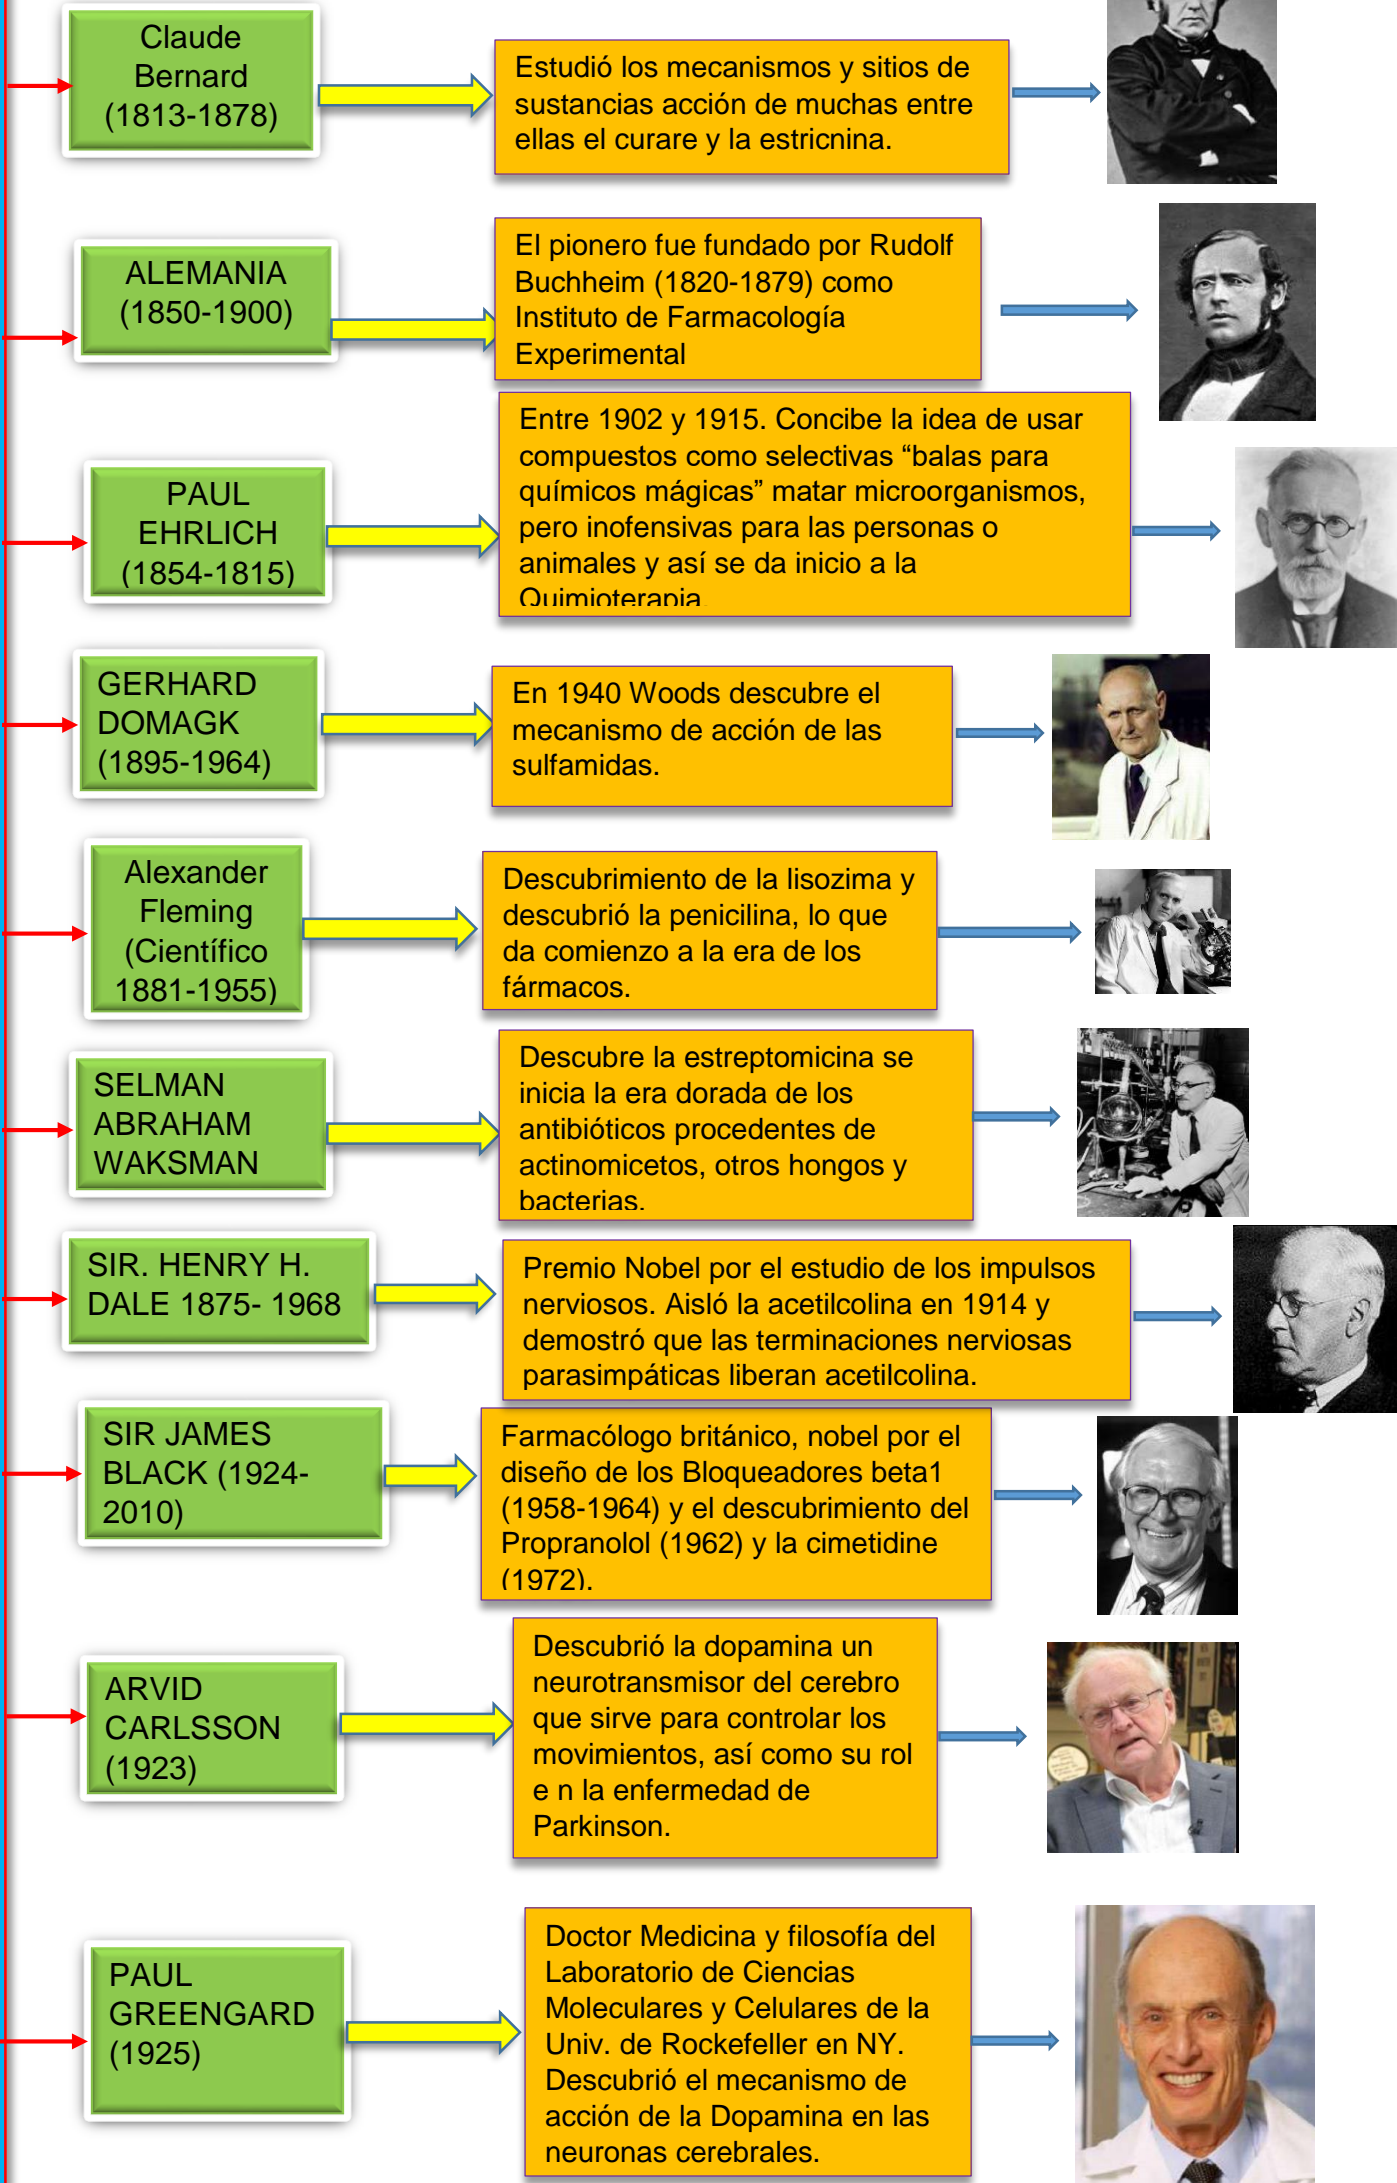 Claude
Bernard
(1813-1878)
Estudió los mecanismos y sitios de
sustancias acción de muchas entre
ellas el curare y la estricnina.
ALEMANIA
(1850-1900)
El pionero fue fundado por Rudolf
Buchheim (1820-1879) como
Instituto de Farmacología
Experimental
PAUL
EHRLICH
(1854-1815)
Entre 1902 y 1915. Concibe la idea de usar
compuestos como selectivas “balas para
químicos mágicas” matar microorganismos,
pero inofensivas para las personas o
animales y así se da inicio a la
Quimioterapia.
GERHARD
DOMAGK
(1895-1964)
En 1940 Woods descubre el
mecanismo de acción de las
sulfamidas.
Alexander
Fleming
(Científico
1881-1955)
Descubrimiento de la lisozima y
descubrió la penicilina, lo que
da comienzo a la era de los
fármacos.
SELMAN
ABRAHAM
WAKSMAN
Descubre la estreptomicina se
inicia la era dorada de los
antibióticos procedentes de
actinomicetos, otros hongos y
bacterias.
SIR. HENRY H.
DALE 1875- 1968
Premio Nobel por el estudio de los impulsos
nerviosos. Aisló la acetilcolina en 1914 y
demostró que las terminaciones nerviosas
parasimpáticas liberan acetilcolina.
SIR JAMES
BLACK (1924-
2010)
Farmacólogo británico, nobel por el
diseño de los Bloqueadores beta1
(1958-1964) y el descubrimiento del
Propranolol (1962) y la cimetidine
(1972).
ARVID
CARLSSON
(1923)
Descubrió la dopamina un
neurotransmisor del cerebro
que sirve para controlar los
movimientos, así como su rol
e n la enfermedad de
Parkinson.
PAUL
GREENGARD
(1925)
Doctor Medicina y filosofía del
Laboratorio de Ciencias
Moleculares y Celulares de la
Univ. de Rockefeller en NY.
Descubrió el mecanismo de
acción de la Dopamina en las
neuronas cerebrales.